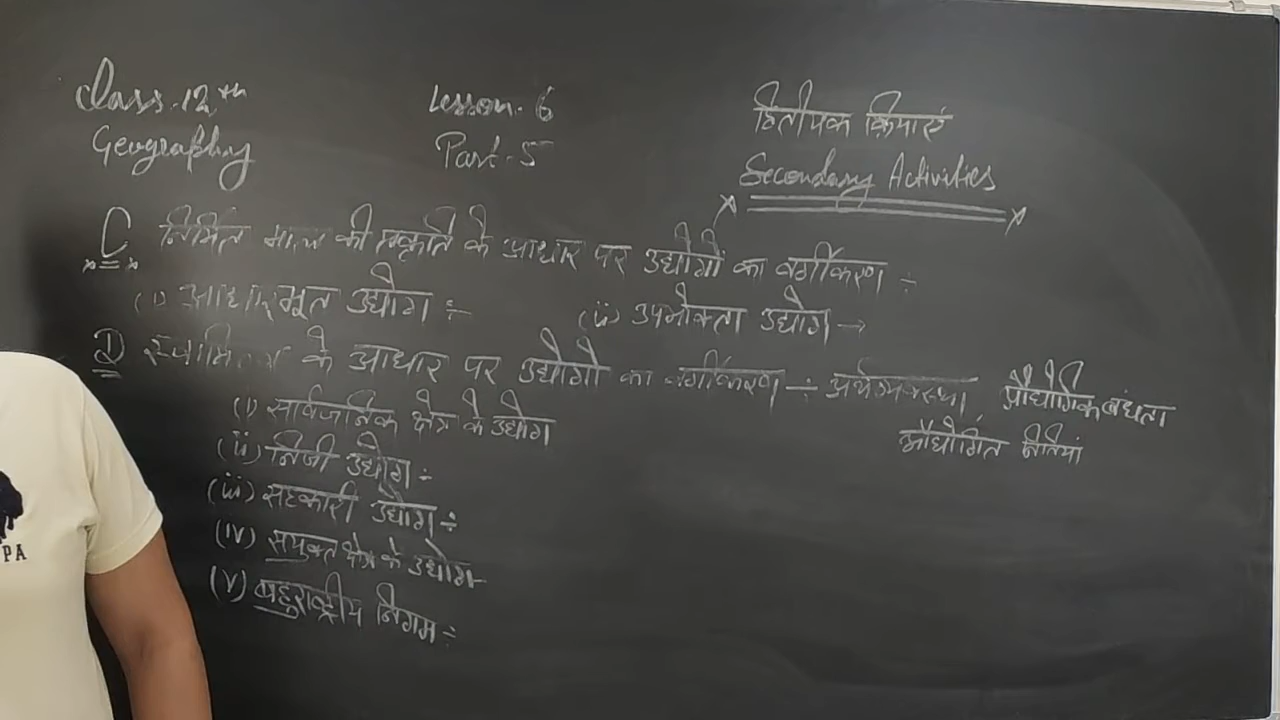 Class.12th
Geography
Lesson. 6
Part-5
द्वितीयक क्रियाएं
Secondary Activities
C निर्मित माल की प्रकृति के आधार पर उद्योगों का वर्गीकरण ÷
(i) आधारभूत उद्योग ÷ (ii) उपभोक्ता उद्योग →
D स्वामित्व के आधार पर उद्योगों का वर्गीकरण ÷ अर्थव्यवस्था, प्रौद्योगिक बंधता
औद्योगित नितियां
(i) सार्वजनिक क्षेत्र के उद्योग
(ii) निजी उद्योग ÷
(iii) सहकारी उद्योग ÷
(iv) सयुक्त क्षेत्र के उद्योग
(v) बहुराष्ट्रीय निगम ÷
PA